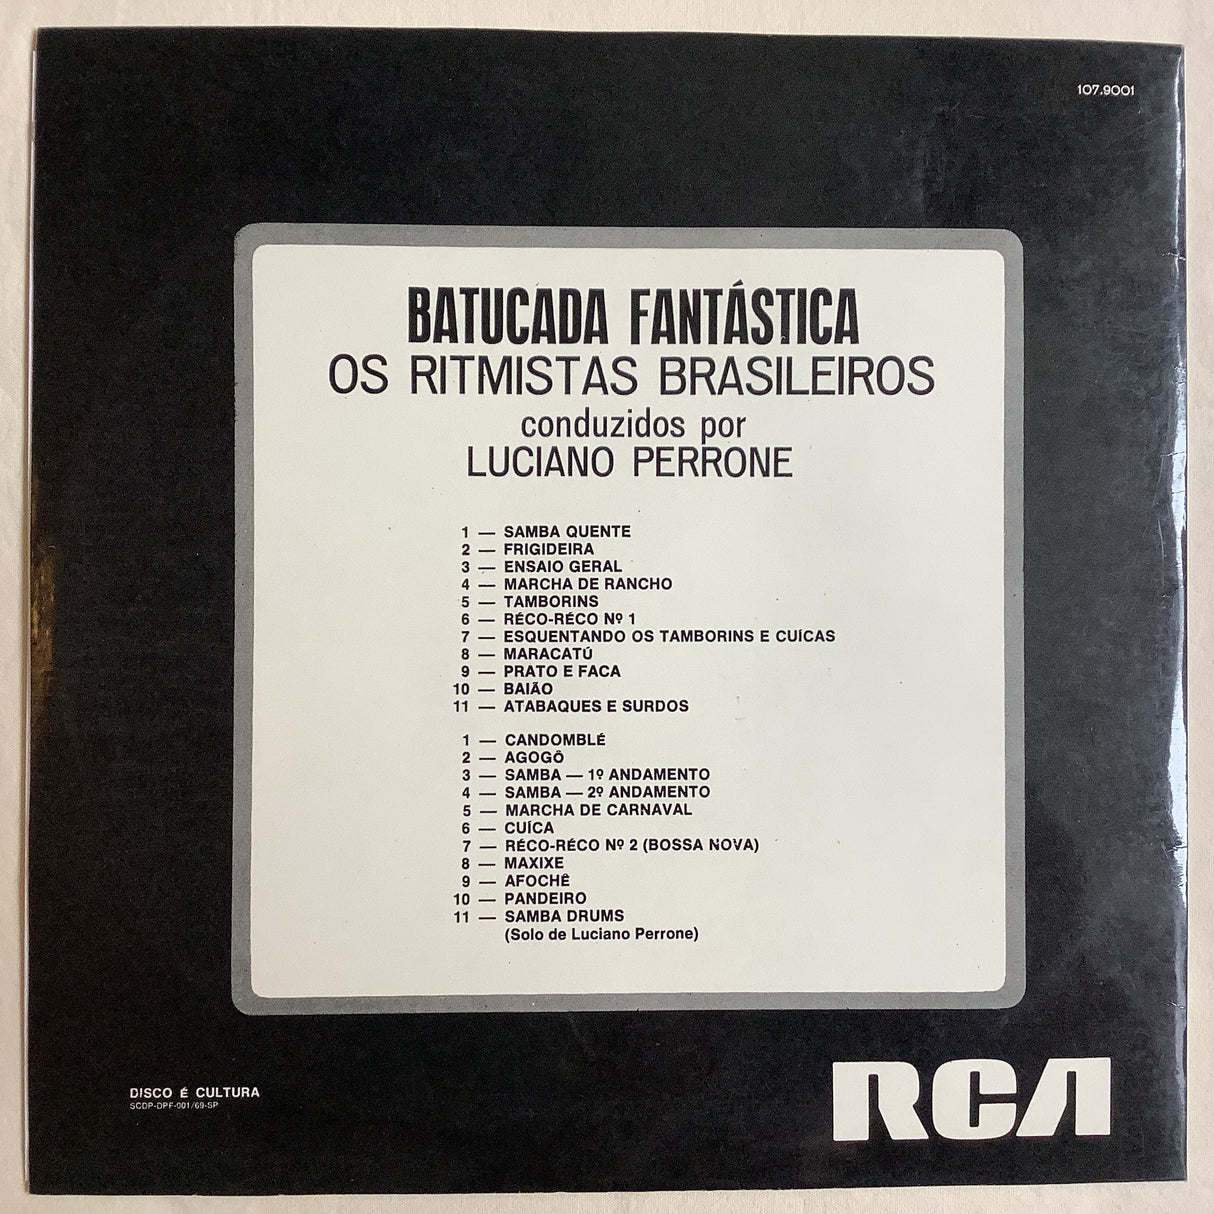 107.9001
BATUCADA FANTÁSTICA
OS RITMISTAS BRASILEIROS
conduzidos por
LUCIANO PERRONE
1 — SAMBA QUENTE
2 — FRIGIDEIRA
3 — ENSAIO GERAL
4 — MARCHA DE RANCHO
5 — TAMBORINS
6 — RÉCO-RÉCO Nº 1
7 — ESQUENTANDO OS TAMBORINS E CUÍCAS
8 — MARACATÚ
9 — PRATO E FACA
10 — BAIÃO
11 — ATABAQUES E SURDOS
1 — CANDOMBLÉ
2 — AGOGÔ
3 — SAMBA — 1º ANDAMENTO
4 — SAMBA — 2º ANDAMENTO
5 — MARCHA DE CARNAVAL
6 — CUÍCA
7 — RÉCO-RÉCO Nº 2 (BOSSA NOVA)
8 — MAXIXE
9 — AFOCHÊ
10 — PANDEIRO
11 — SAMBA DRUMS
(Solo de Luciano Perrone)
DISCO É CULTURA
SCDP-DPF-001/69-SP
RCA